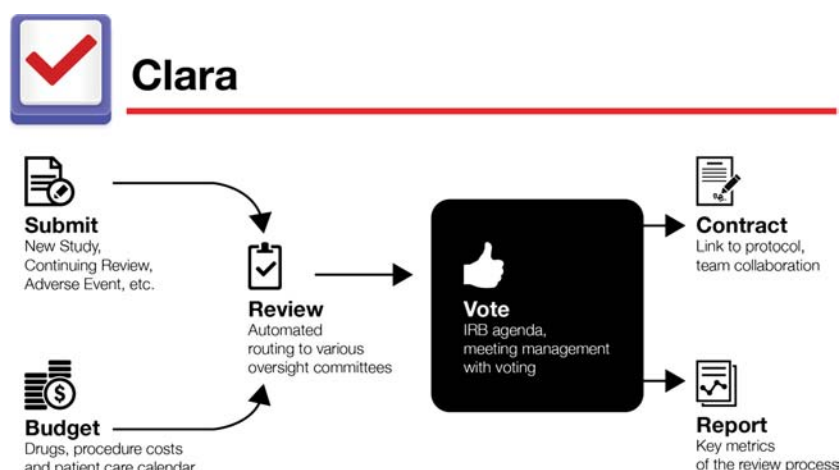 Clara
Submit
New Study,
Continuing Review,
Adverse Event, etc.
Budget
Drugs, procedure costs
and patient care calendar
Review
Automated
routing to various
oversight committees
Vote
IRB agenda,
meeting management
with voting
Contract
Link to protocol,
team collaboration
Report
Key metrics
of the review process